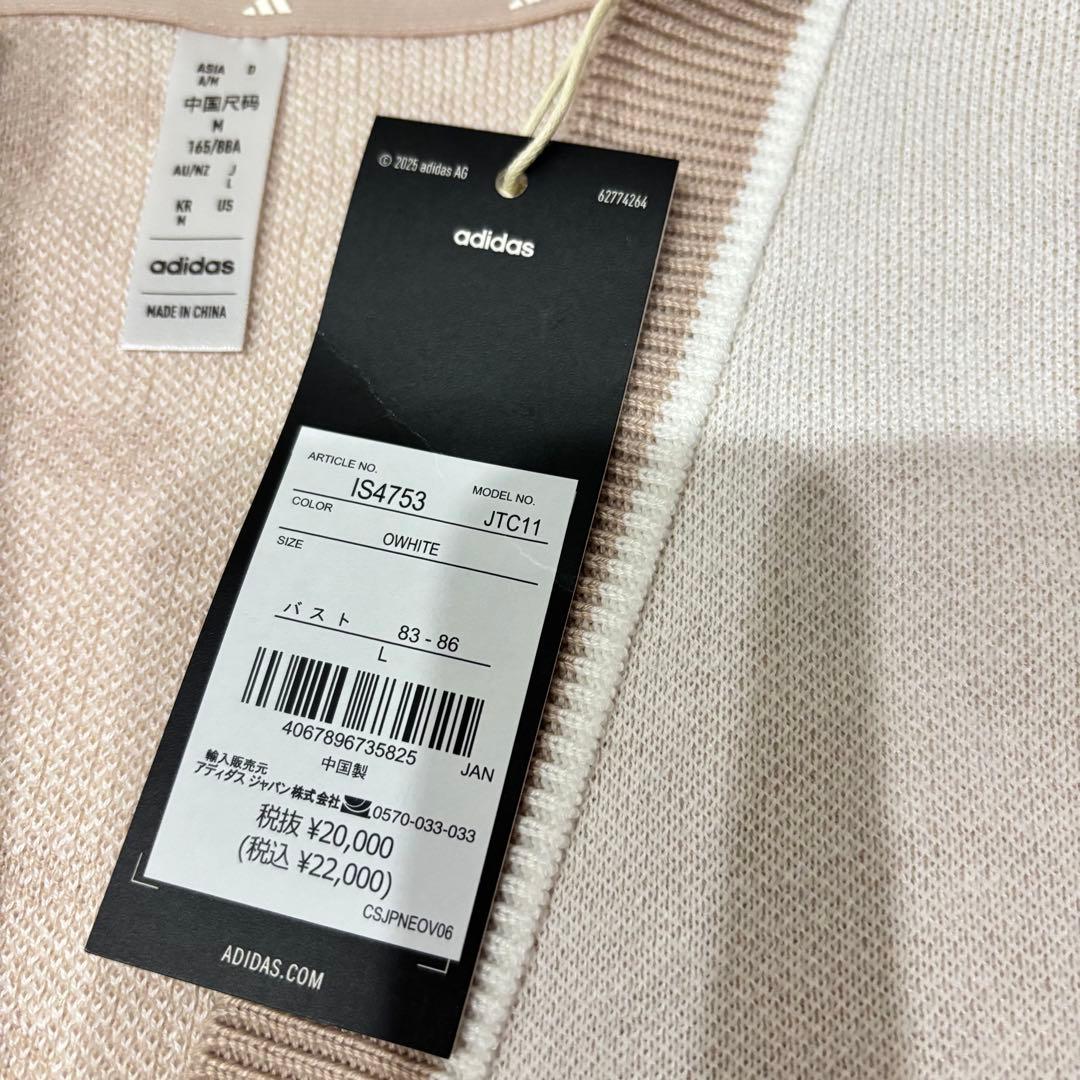 ASIA D
A/M
中国尺码
M
165/88A
AU/NZ J
L
KR US
M
adidas
MADE IN CHINA
© 2025 adidas AG
62774264
adidas
ARTICLE NO.
IS4753
MODEL NO.
JTC11
COLOR
OWHITE
SIZE
バスト 83 - 86
L
4067896735825
中国製
JAN
輸入販売元
アディダス ジャパン株式会社
0570-033-033
税抜 ¥20,000
(税込 ¥22,000)
CSJPNEOV06
ADIDAS.COM